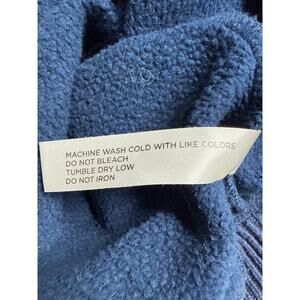 MACHINE WASH COLD WITH LIKE COLORS
DO NOT BLEACH
TUMBLE DRY LOW
DO NOT IRON